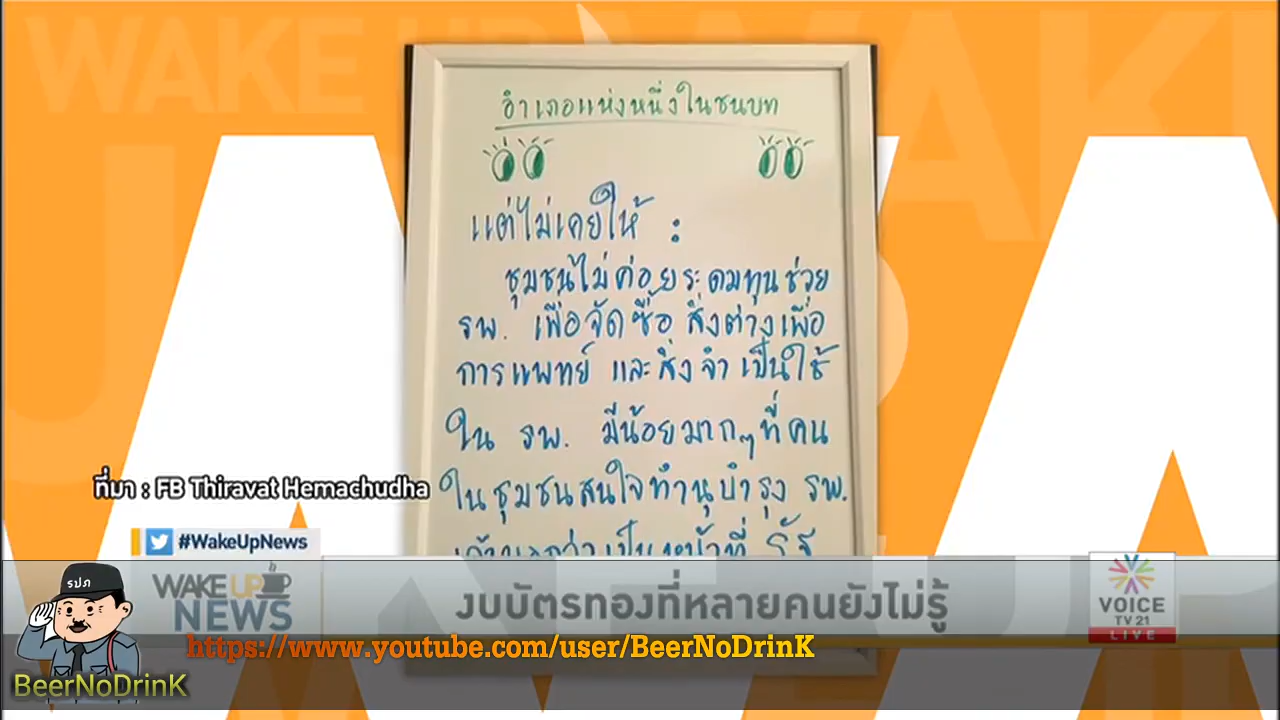 WAKE UP
อำเภอแห่งหนึ่งในชนบท
แต่ไม่เคยให้ :
ชุมชนไม่ค่อยระดมทุนช่วย
รพ. เพื่อจัดซื้อ สิ่งต่างเพื่อ
การแพทย์ และสิ่งจำเป็นใช้
ใน รพ. มีน้อยมากๆที่คน
ในชุมชนสนใจทำนุบำรุง รพ.
ที่มา : FB Thiravat Hemachudha
#WakeUpNews
WAKE UP
NEWS
งบบัตรทองที่หลายคนยังไม่รู้
VOICE
TV 21
LIVE
รปภ
https://www.youtube.com/user/BeerNoDrinK
BeerNoDrinK